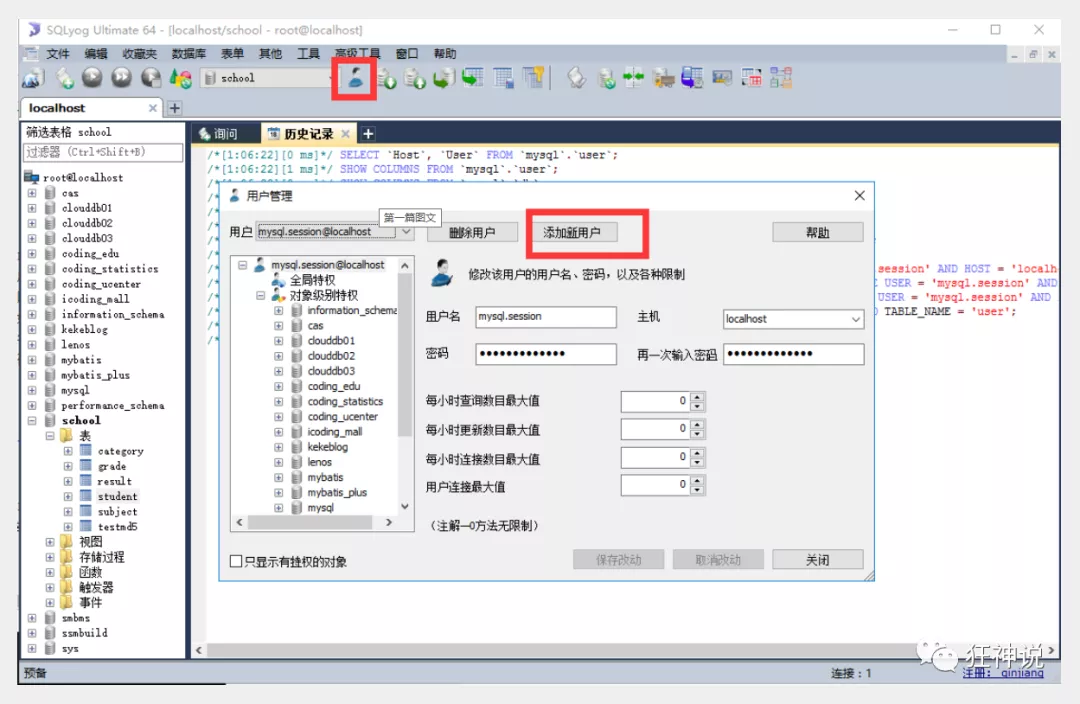 SQLyog Ultimate 64 - [localhost/school - root@localhost]
文件 编辑 收藏夹 数据库 表单 其他 工具 高级工具 窗口 帮助
school
localhost
筛选表格 school
过滤器 (Ctrl+Shift+B)
root@localhost
cas
clouddb01
clouddb02
clouddb03
coding_edu
coding_statistics
coding_ucenter
icoding_mall
information_schema
kekeblog
lenos
mybatis
mybatis_plus
mysql
performance_schema
school
表
category
grade
result
student
subject
testmd5
视图
存储过程
函数
触发器
事件
smbms
ssmbuild
sys
询问 历史记录
/*[1:06:22][0 ms]*/ SELECT `Host`, `User` FROM `mysql`.`user`;
/*[1:06:22][1 ms]*/ SHOW COLUMNS FROM `mysql`.`user`;
session' AND HOST = 'localh
USER = 'mysql.session' AND
USER = 'mysql.session' AND
TABLE_NAME = 'user';
用户管理
第一篇图文
用户 mysql.session@localhost 删除用户 添加新用户 帮助
mysql.session@localhost
全局特权
对象级别特权
information_schema
cas
clouddb01
clouddb02
clouddb03
coding_edu
coding_statistics
coding_ucenter
icoding_mall
kekeblog
lenos
mybatis
mybatis_plus
mysql
修改该用户的用户名、密码，以及各种限制
用户名 mysql.session 主机 localhost
密码 ●●●●●●●●●●●●● 再一次输入密码 ●●●●●●●●●●●●●
每小时查询数目最大值 0
每小时更新数目最大值 0
每小时连接数目最大值 0
用户连接最大值 0
（注解—0方法无限制）
只显示有授权的对象
保存改动 取消改动 关闭
预备 连接：1 注册： qinjiang
狂神说